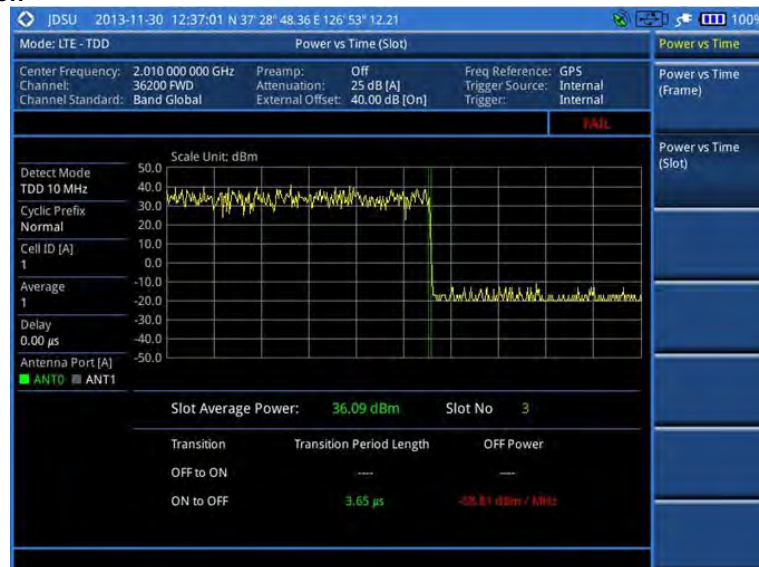 JDSU 2013-11-30 12:37:01 N 37° 28" 48.36 E 126° 53" 12.21 100%
Mode: LTE - TDD Power vs Time (Slot) Power vs Time
Center Frequency: 2.010 000 000 GHz Preamp: Off Freq Reference: GPS
Channel: 36200 FWD Attenuation: 25 dB [A] Trigger Source: Internal
Channel Standard: Band Global External Offset: 40.00 dB [On] Trigger: Internal
Power vs Time
(Frame)
FAIL
Power vs Time
(Slot)
Scale Unit: dBm
Detect Mode
TDD 10 MHz
Cyclic Prefix
Normal
Cell ID [A]
1
Average
1
Delay
0.00 µs
Antenna Port [A]
ANT0 ANT1
50.0
40.0
30.0
20.0
10.0
0.0
-10.0
-20.0
-30.0
-40.0
-50.0
Slot Average Power: 36.09 dBm Slot No 3
Transition Transition Period Length OFF Power
OFF to ON ---- ----
ON to OFF 3.65 µs dBm / MHz